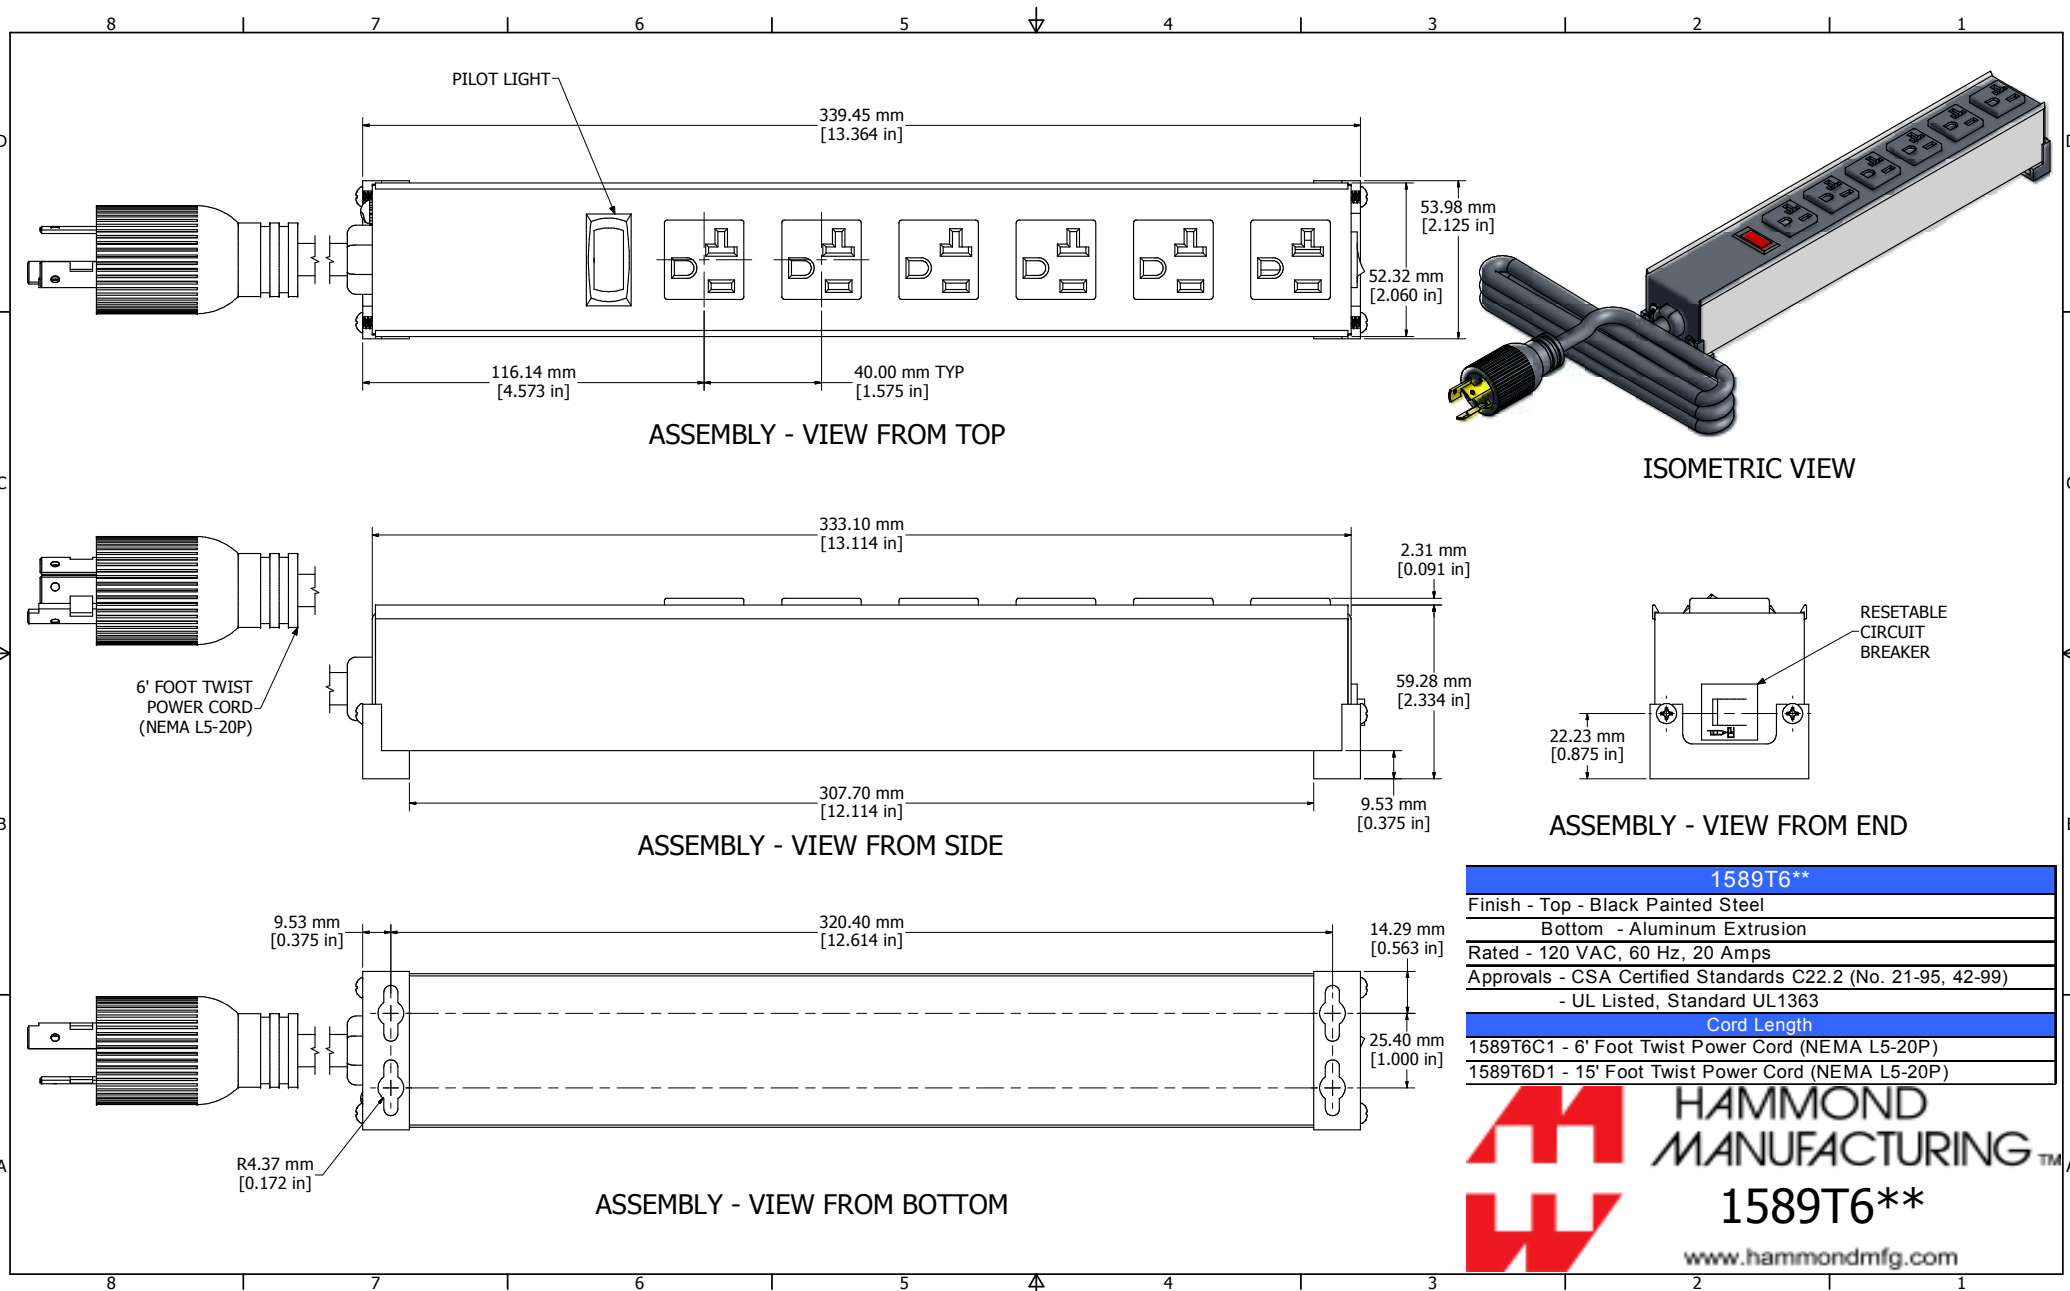 8 7 6 5 4 3 2 1
D
D
PILOT LIGHT
339.45 mm
[13.364 in]
53.98 mm
[2.125 in]
52.32 mm
[2.060 in]
116.14 mm
[4.573 in]
40.00 mm TYP
[1.575 in]
ASSEMBLY - VIEW FROM TOP
ISOMETRIC VIEW
C
C
333.10 mm
[13.114 in]
2.31 mm
[0.091 in]
6' FOOT TWIST
POWER CORD
(NEMA L5-20P)
59.28 mm
[2.334 in]
RESETABLE
CIRCUIT
BREAKER
22.23 mm
[0.875 in]
307.70 mm
[12.114 in]
9.53 mm
[0.375 in]
B
B
ASSEMBLY - VIEW FROM SIDE
ASSEMBLY - VIEW FROM END
9.53 mm
[0.375 in]
320.40 mm
[12.614 in]
14.29 mm
[0.563 in]
25.40 mm
[1.000 in]
R4.37 mm
[0.172 in]
A
A
ASSEMBLY - VIEW FROM BOTTOM
1589T6**
Finish - Top - Black Painted Steel
Bottom - Aluminum Extrusion
Rated - 120 VAC, 60 Hz, 20 Amps
Approvals - CSA Certified Standards C22.2 (No. 21-95, 42-99)
- UL Listed, Standard UL1363
Cord Length
1589T6C1 - 6' Foot Twist Power Cord (NEMA L5-20P)
1589T6D1 - 15' Foot Twist Power Cord (NEMA L5-20P)
HAMMOND
MANUFACTURING TM
1589T6**
www.hammondmfg.com
8 7 6 5 4 3 2 1